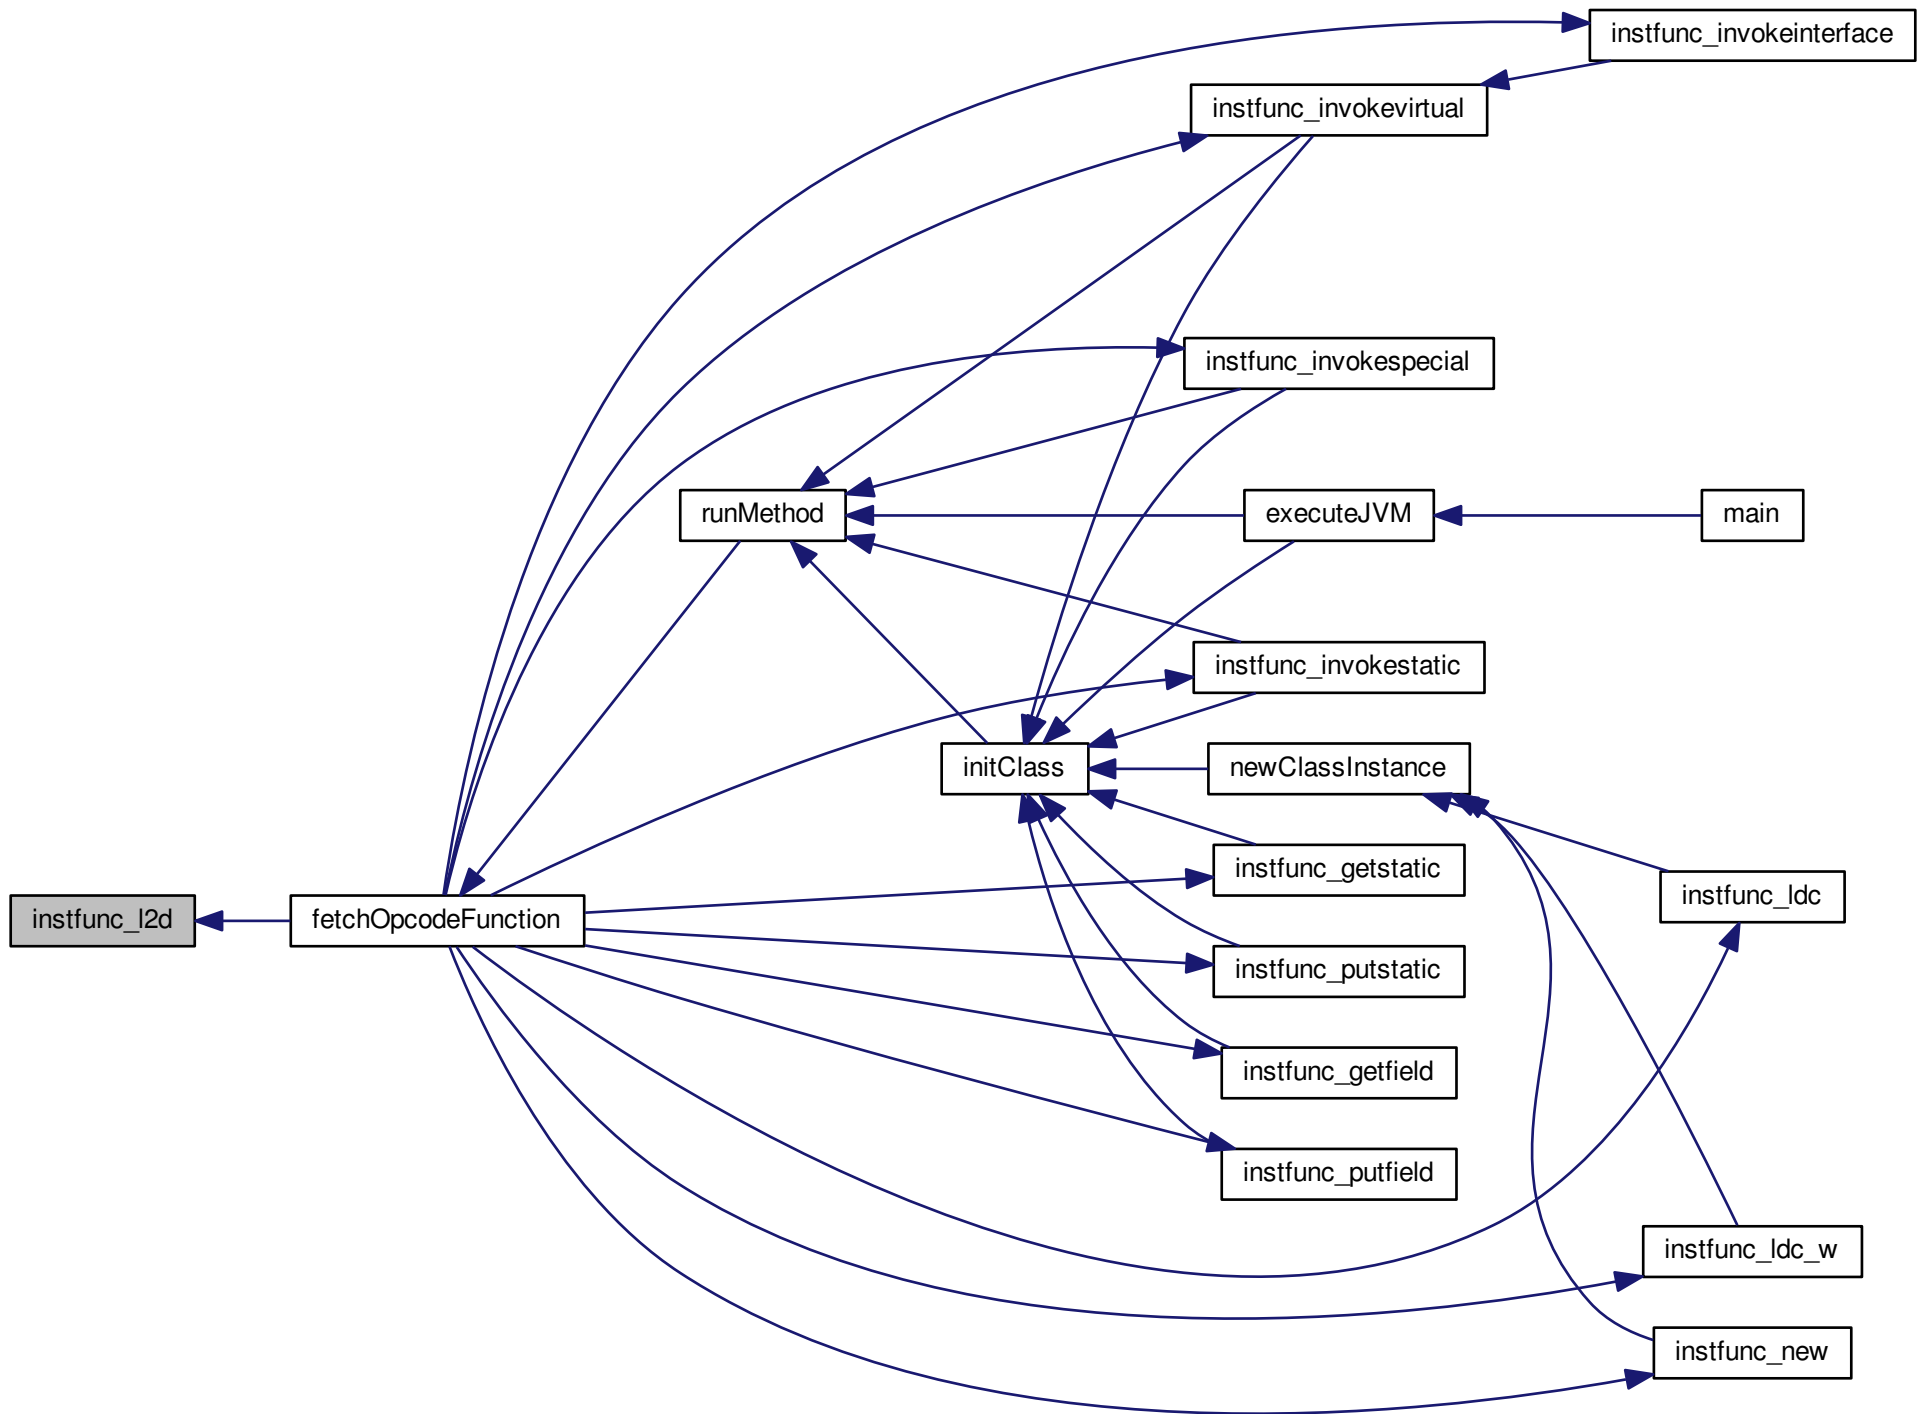 instfunc_invokeinterface
instfunc_invokevirtual
instfunc_invokespecial
runMethod
executeJVM
main
instfunc_invokestatic
initClass
newClassInstance
instfunc_getstatic
instfunc_ldc
instfunc_l2d
fetchOpcodeFunction
instfunc_putstatic
instfunc_getfield
instfunc_putfield
instfunc_ldc_w
instfunc_new